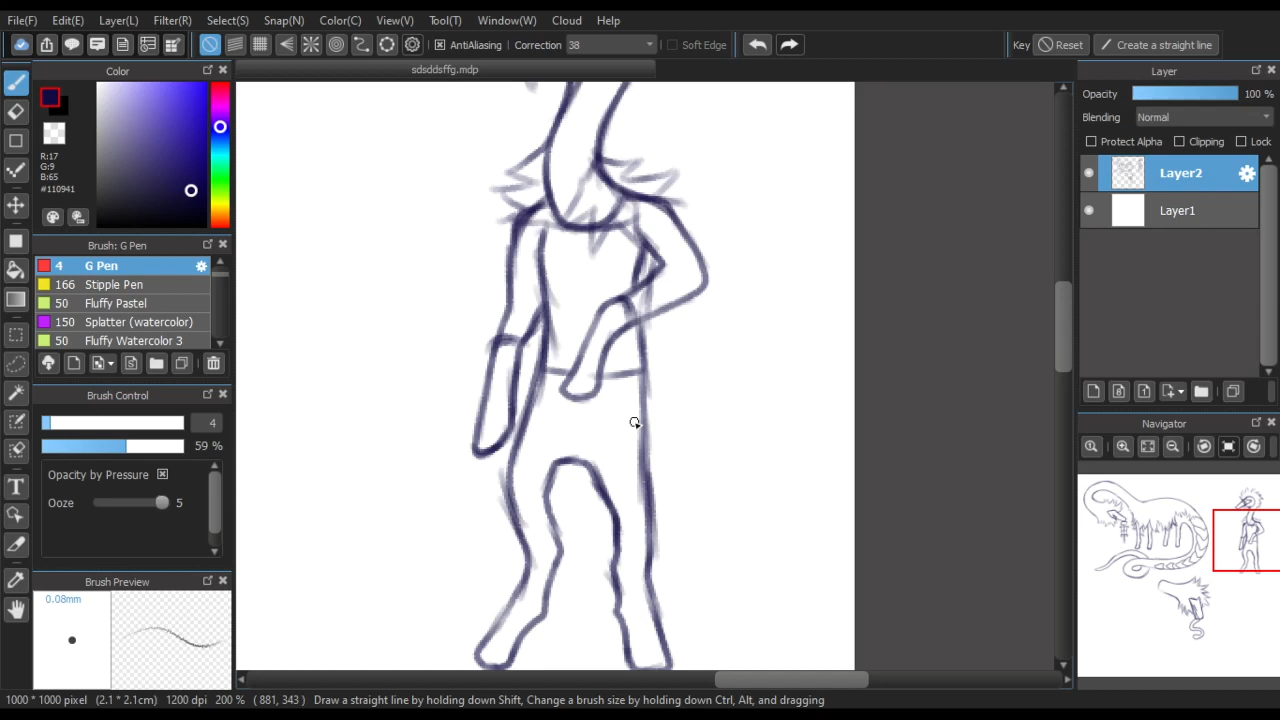 File(F) Edit(E) Layer(L) Filter(R) Select(S) Snap(N) Color(C) View(V) Tool(T) Window(W) Cloud Help
AntiAliasing Correction 38 Soft Edge Key Reset Create a straight line
sdsddsffg.mdp
Color
R:17
G:9
B:65
#110941
Brush: G Pen
4 G Pen
166 Stipple Pen
50 Fluffy Pastel
150 Splatter (watercolor)
50 Fluffy Watercolor 3
Brush Control
4
59 %
Opacity by Pressure
Ooze 5
Brush Preview
0.08mm
Layer
Opacity 100 %
Blending Normal
Protect Alpha Clipping Lock
Layer2
Layer1
Navigator
1000 * 1000 pixel (2.1 * 2.1cm) 1200 dpi 200 % ( 881, 343 ) Draw a straight line by holding down Shift, Change a brush size by holding down Ctrl, Alt, and dragging